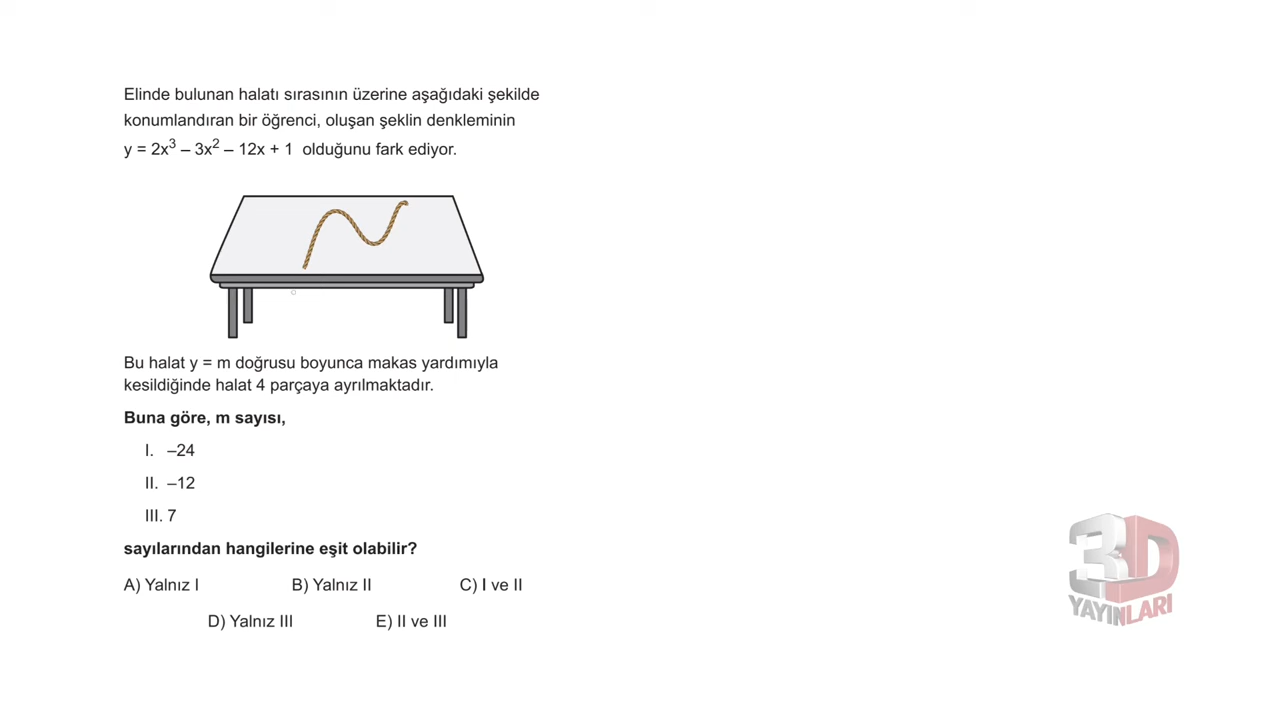 Elinde bulunan halatı sırasının üzerine aşağıdaki şekilde
konumlandıran bir öğrenci, oluşan şeklin denkleminin
y = 2x³ – 3x² – 12x + 1 olduğunu fark ediyor.
Bu halat y = m doğrusu boyunca makas yardımıyla
kesildiğinde halat 4 parçaya ayrılmaktadır.
Buna göre, m sayısı,
I. –24
II. –12
III. 7
sayılarından hangilerine eşit olabilir?
A) Yalnız I B) Yalnız II C) I ve II
D) Yalnız III E) II ve III
3D
YAYINLARI